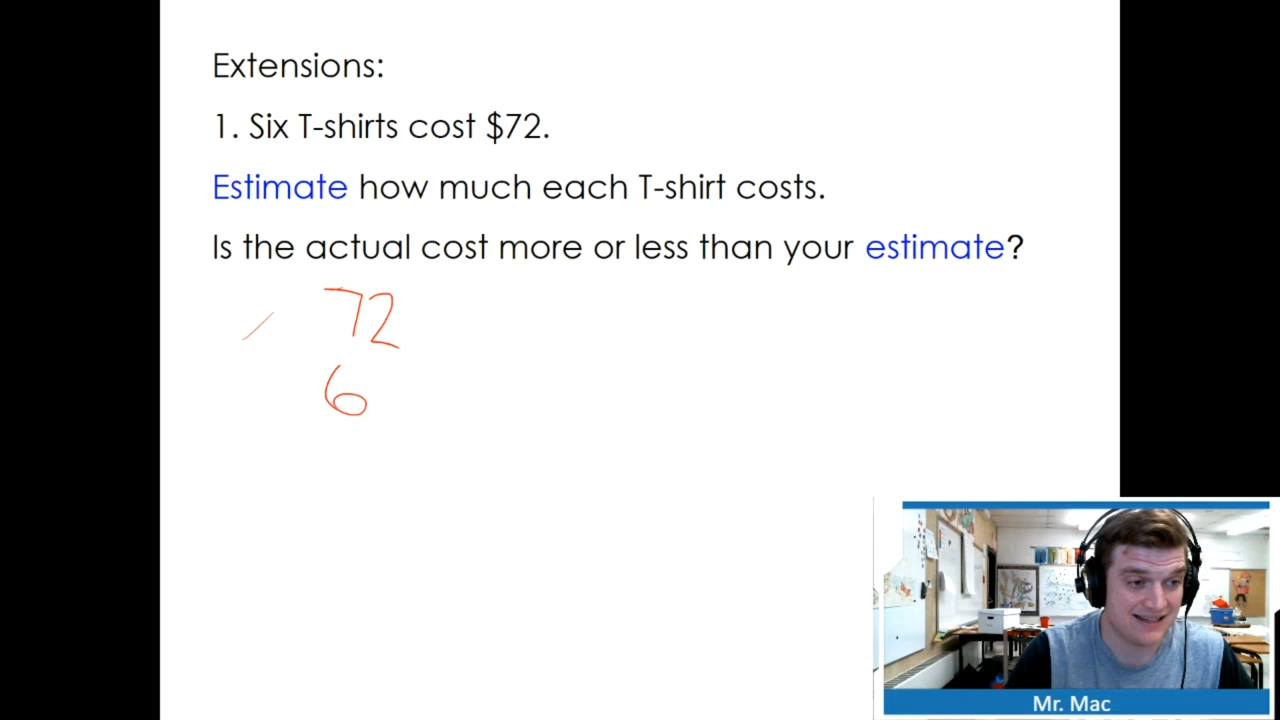 Extensions:
1. Six T-shirts cost $72.
Estimate how much each T-shirt costs.
Is the actual cost more or less than your estimate?
72
6
Mr. Mac